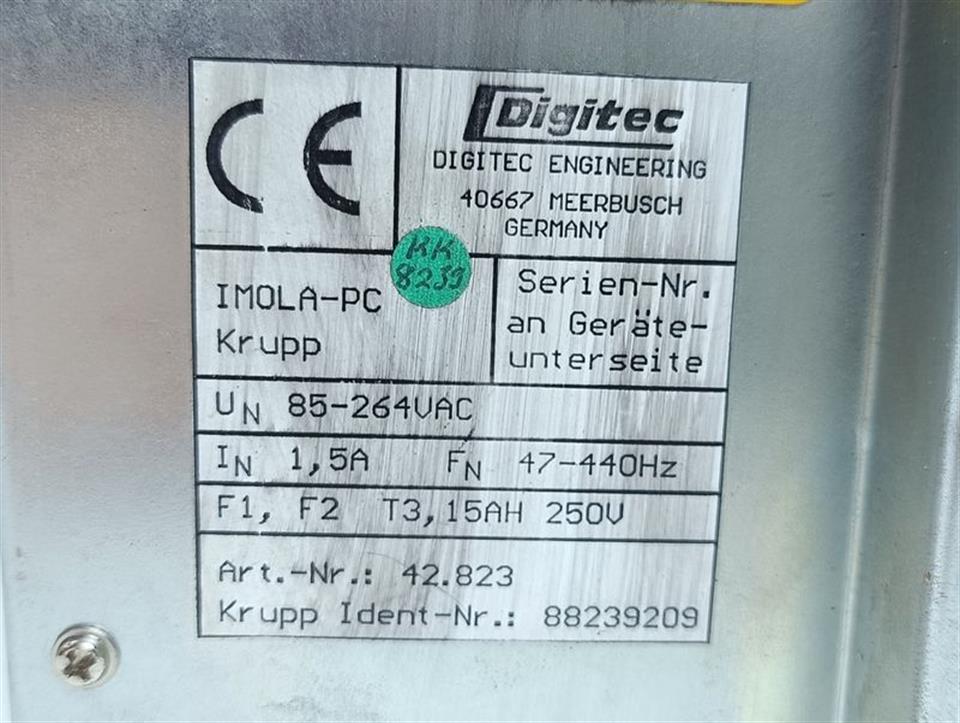 CE
Digitec
DIGITEC ENGINEERING
40667 MEERBUSCH
GERMANY
KK
8239
IMOLA-PC
Krupp
Serien-Nr.
an Geräte-
unterseite
UN 85-264VAC
IN 1,5A FN 47-440Hz
F1, F2 T3,15AH 250V
Art.-Nr.: 42.823
Krupp Ident-Nr.: 88239209